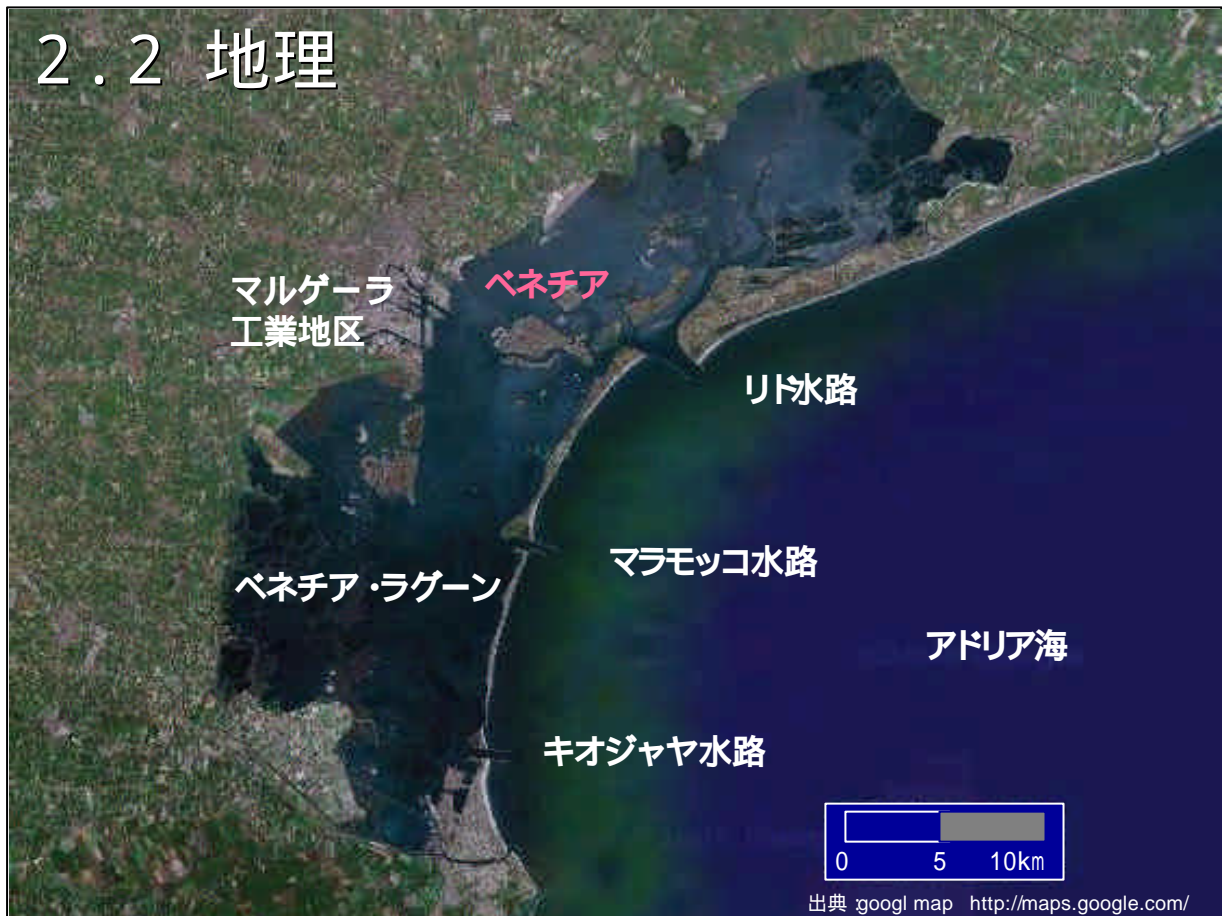 2.2 地理
ベネチア
マルゲーラ
工業地区
リド水路
マラモッコ水路
ベネチア・ラグーン
アドリア海
キオジャヤ水路
0 5 10km
出典:googl map http://maps.google.com/